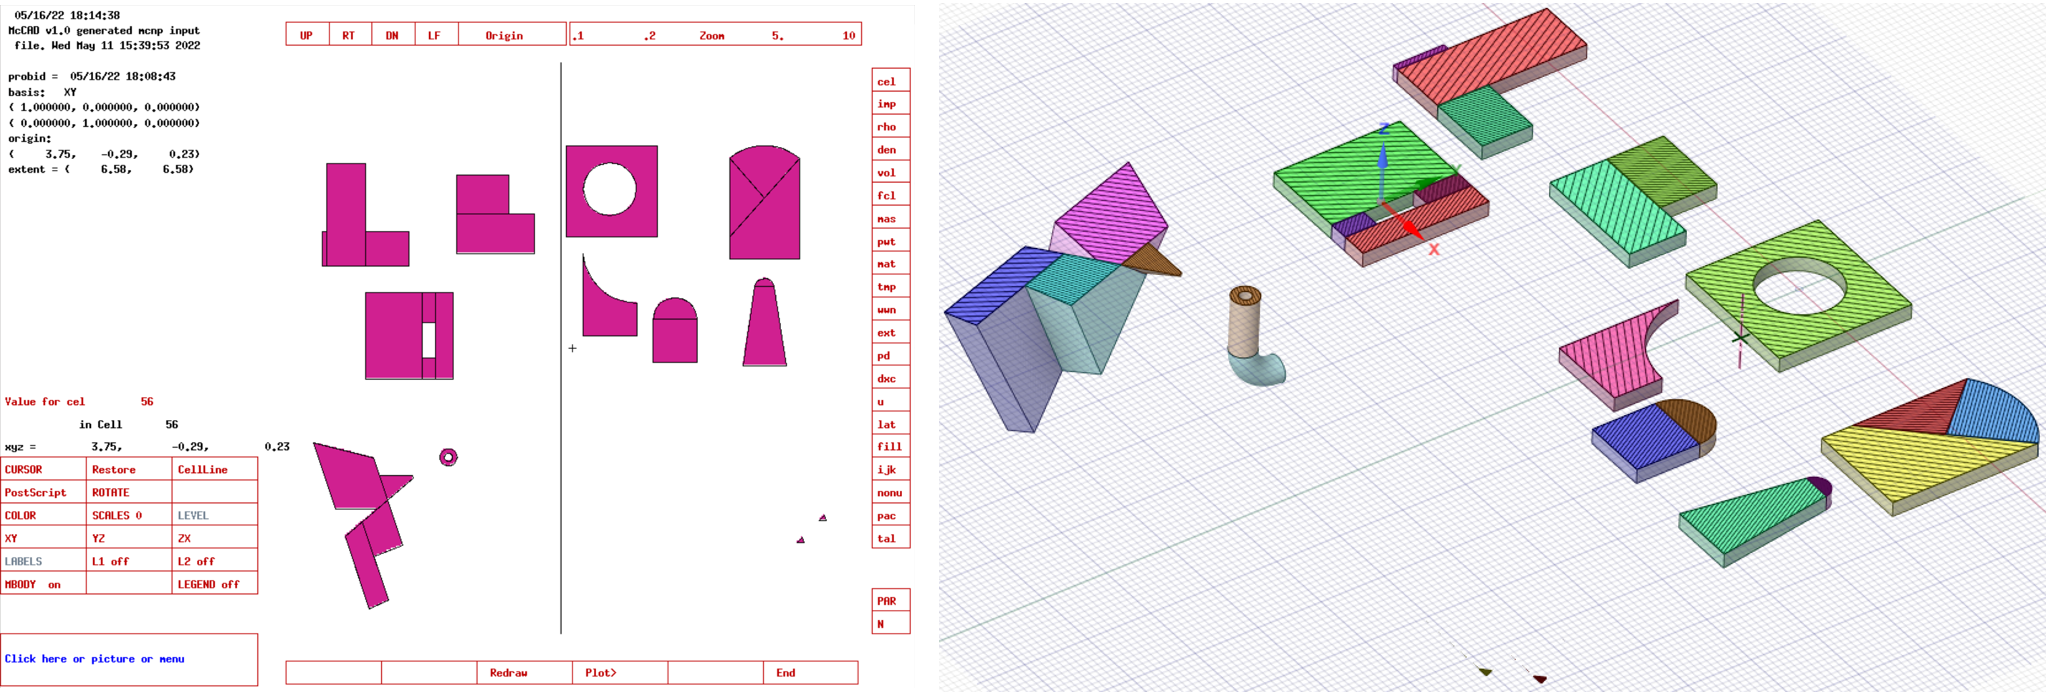 05/16/22 18:14:38
McCAD v1.0 generated mcnp input
file. Wed May 11 15:39:53 2022
probid =  05/16/22 18:08:43
basis:  XY
( 1.000000, 0.000000, 0.000000)
( 0.000000, 1.000000, 0.000000)
origin:
( 3.75, -0.29, 0.23)
extent = ( 6.58, 6.58)
Value for cel 56
in Cell 56
xyz = 3.75, -0.29, 0.23
CURSOR Restore CellLine
PostScript ROTATE
COLOR SCALES 0 LEVEL
XY YZ ZX
LABELS L1 off L2 off
MBODY on LEGEND off
Click here or picture or menu
UP RT DN LF Origin .1 .2 Zoom 5. 10
cel
imp
rho
den
vol
fcl
mas
pwt
mat
tmp
wwn
ext
pd
dxc
u
lat
fill
ijk
nonu
pac
tal
PAR
N
Redraw Plot> End
Z
Y
X